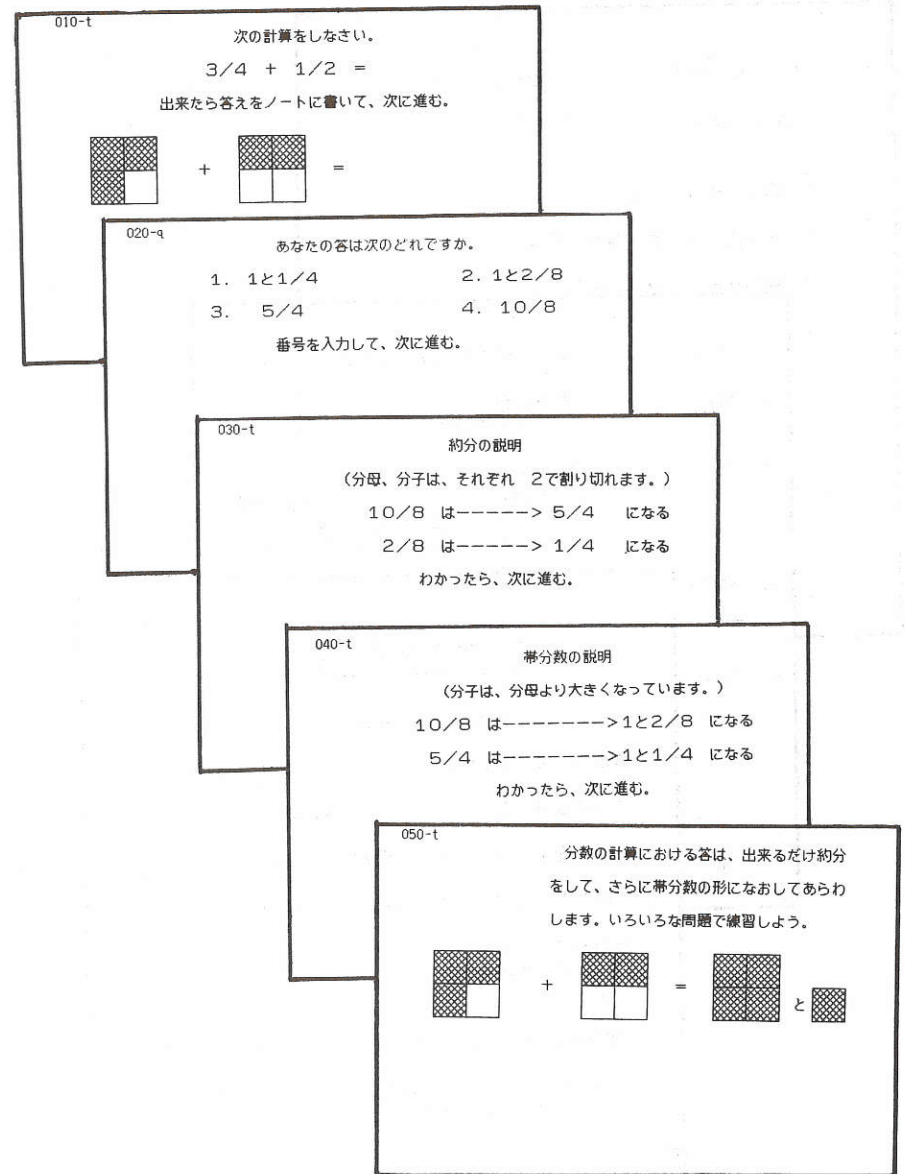 010-t
次の計算をしなさい。
3/4 + 1/2 =
出来たら答えをノートに書いて、次に進む。
+ =
020-q
あなたの答は次のどれですか。
1. 1と1/4 2. 1と2/8
3. 5/4 4. 10/8
番号を入力して、次に進む。
030-t
約分の説明
(分母、分子は、それぞれ 2で割り切れます。)
10/8 は-----> 5/4 になる
2/8 は-----> 1/4 になる
わかったら、次に進む。
040-t
帯分数の説明
(分子は、分母より大きくなっています。)
10/8 は-------->1と2/8 になる
5/4 は-------->1と1/4 になる
わかったら、次に進む。
050-t
分数の計算における答は、出来るだけ約分
をして、さらに帯分数の形になおしてあらわ
します。いろいろな問題で練習しよう。
+ = と